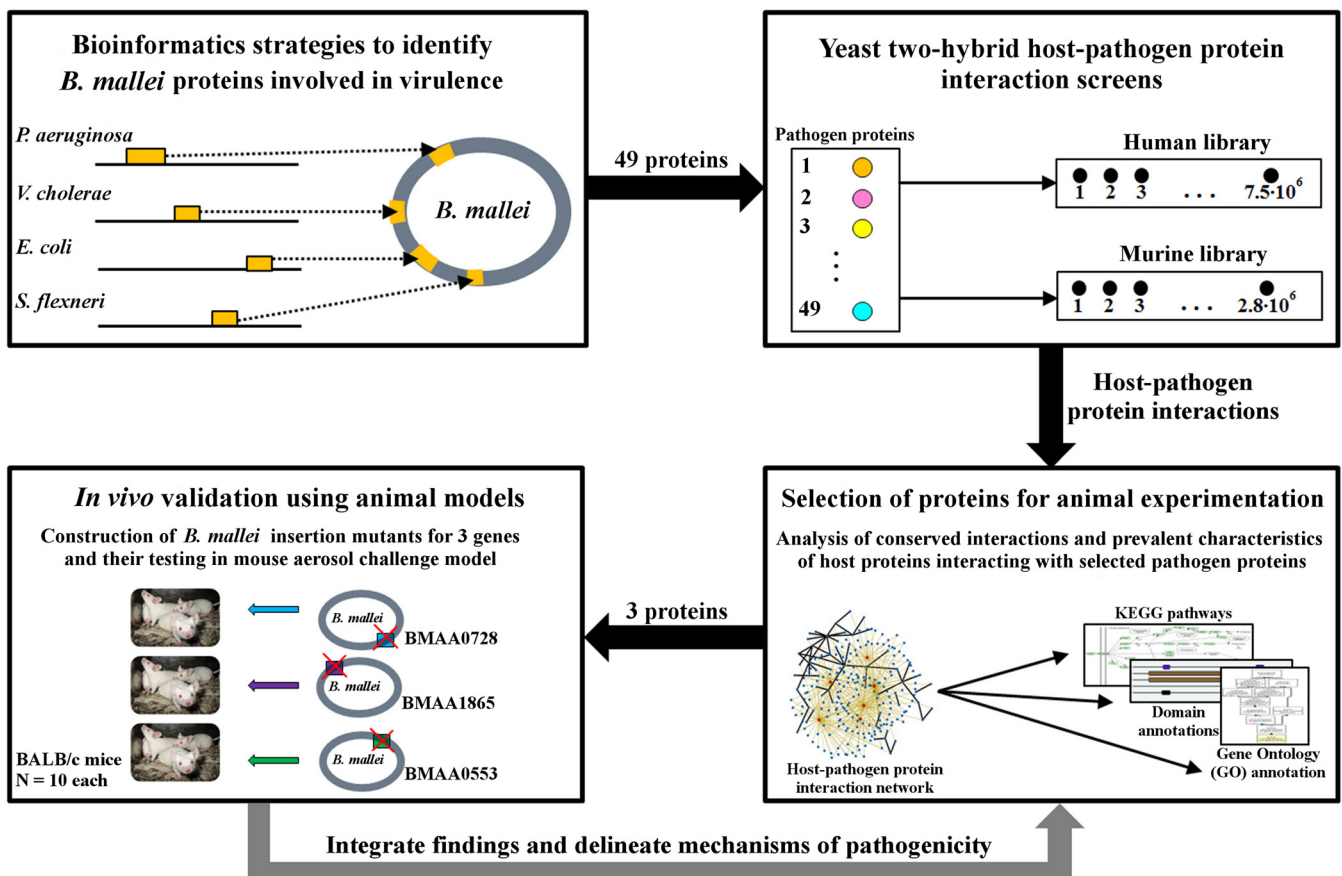 Bioinformatics strategies to identify
B. mallei proteins involved in virulence
P. aeruginosa
V. cholerae
E. coli
S. flexneri
B. mallei
49 proteins
Yeast two-hybrid host-pathogen protein
interaction screens
Pathogen proteins
1
2
3
49
Human library
1 2 3 . . . 7.5·10⁶
Murine library
1 2 3 . . . 2.8·10⁶
Host-pathogen
protein interactions
Selection of proteins for animal experimentation
Analysis of conserved interactions and prevalent characteristics
of host proteins interacting with selected pathogen proteins
Host-pathogen protein
interaction network
KEGG pathways
Domain
annotations
Gene Ontology
(GO) annotation
3 proteins
In vivo validation using animal models
Construction of B. mallei insertion mutants for 3 genes
and their testing in mouse aerosol challenge model
B. mallei
BMAA0728
B. mallei
BMAA1865
B. mallei
BMAA0553
BALB/c mice
N = 10 each
Integrate findings and delineate mechanisms of pathogenicity